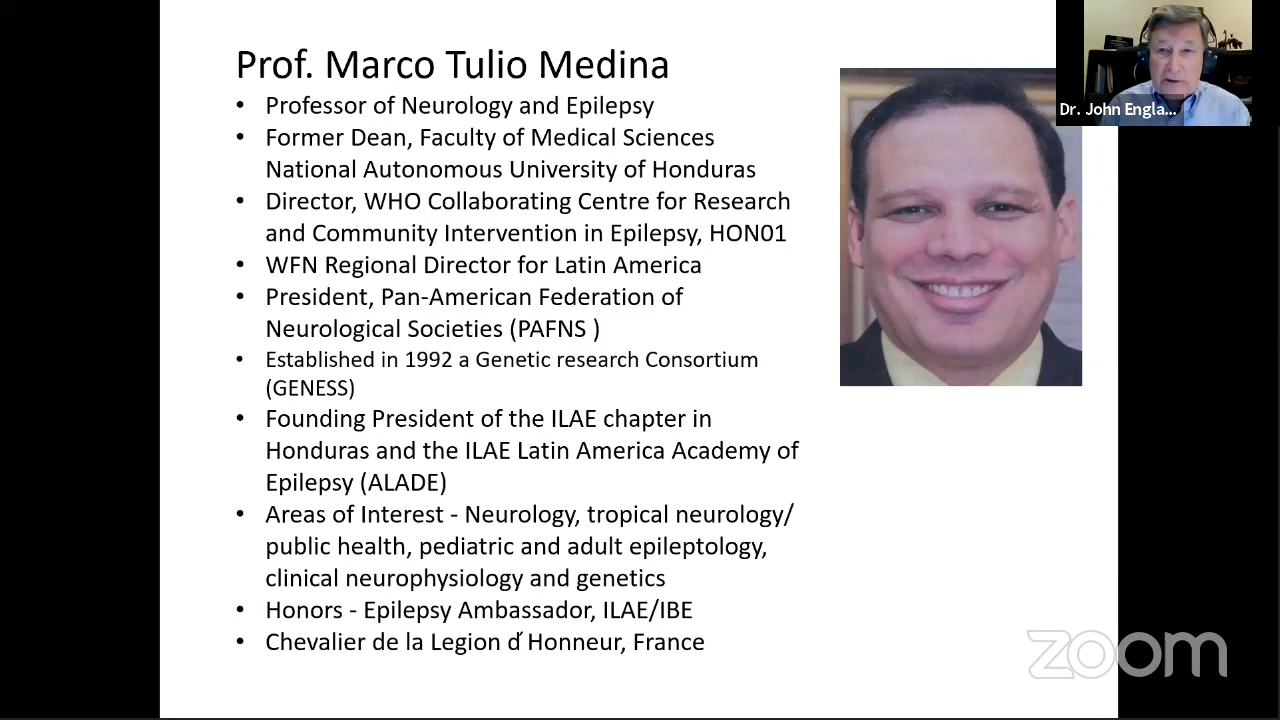 Prof. Marco Tulio Medina
• Professor of Neurology and Epilepsy
• Former Dean, Faculty of Medical Sciences
National Autonomous University of Honduras
• Director, WHO Collaborating Centre for Research
and Community Intervention in Epilepsy, HON01
• WFN Regional Director for Latin America
• President, Pan-American Federation of
Neurological Societies (PAFNS )
• Established in 1992 a Genetic research Consortium
(GENESS)
• Founding President of the ILAE chapter in
Honduras and the ILAE Latin America Academy of
Epilepsy (ALADE)
• Areas of Interest - Neurology, tropical neurology/
public health, pediatric and adult epileptology,
clinical neurophysiology and genetics
• Honors - Epilepsy Ambassador, ILAE/IBE
• Chevalier de la Legion d´Honneur, France
Dr. John Engla...
zoom